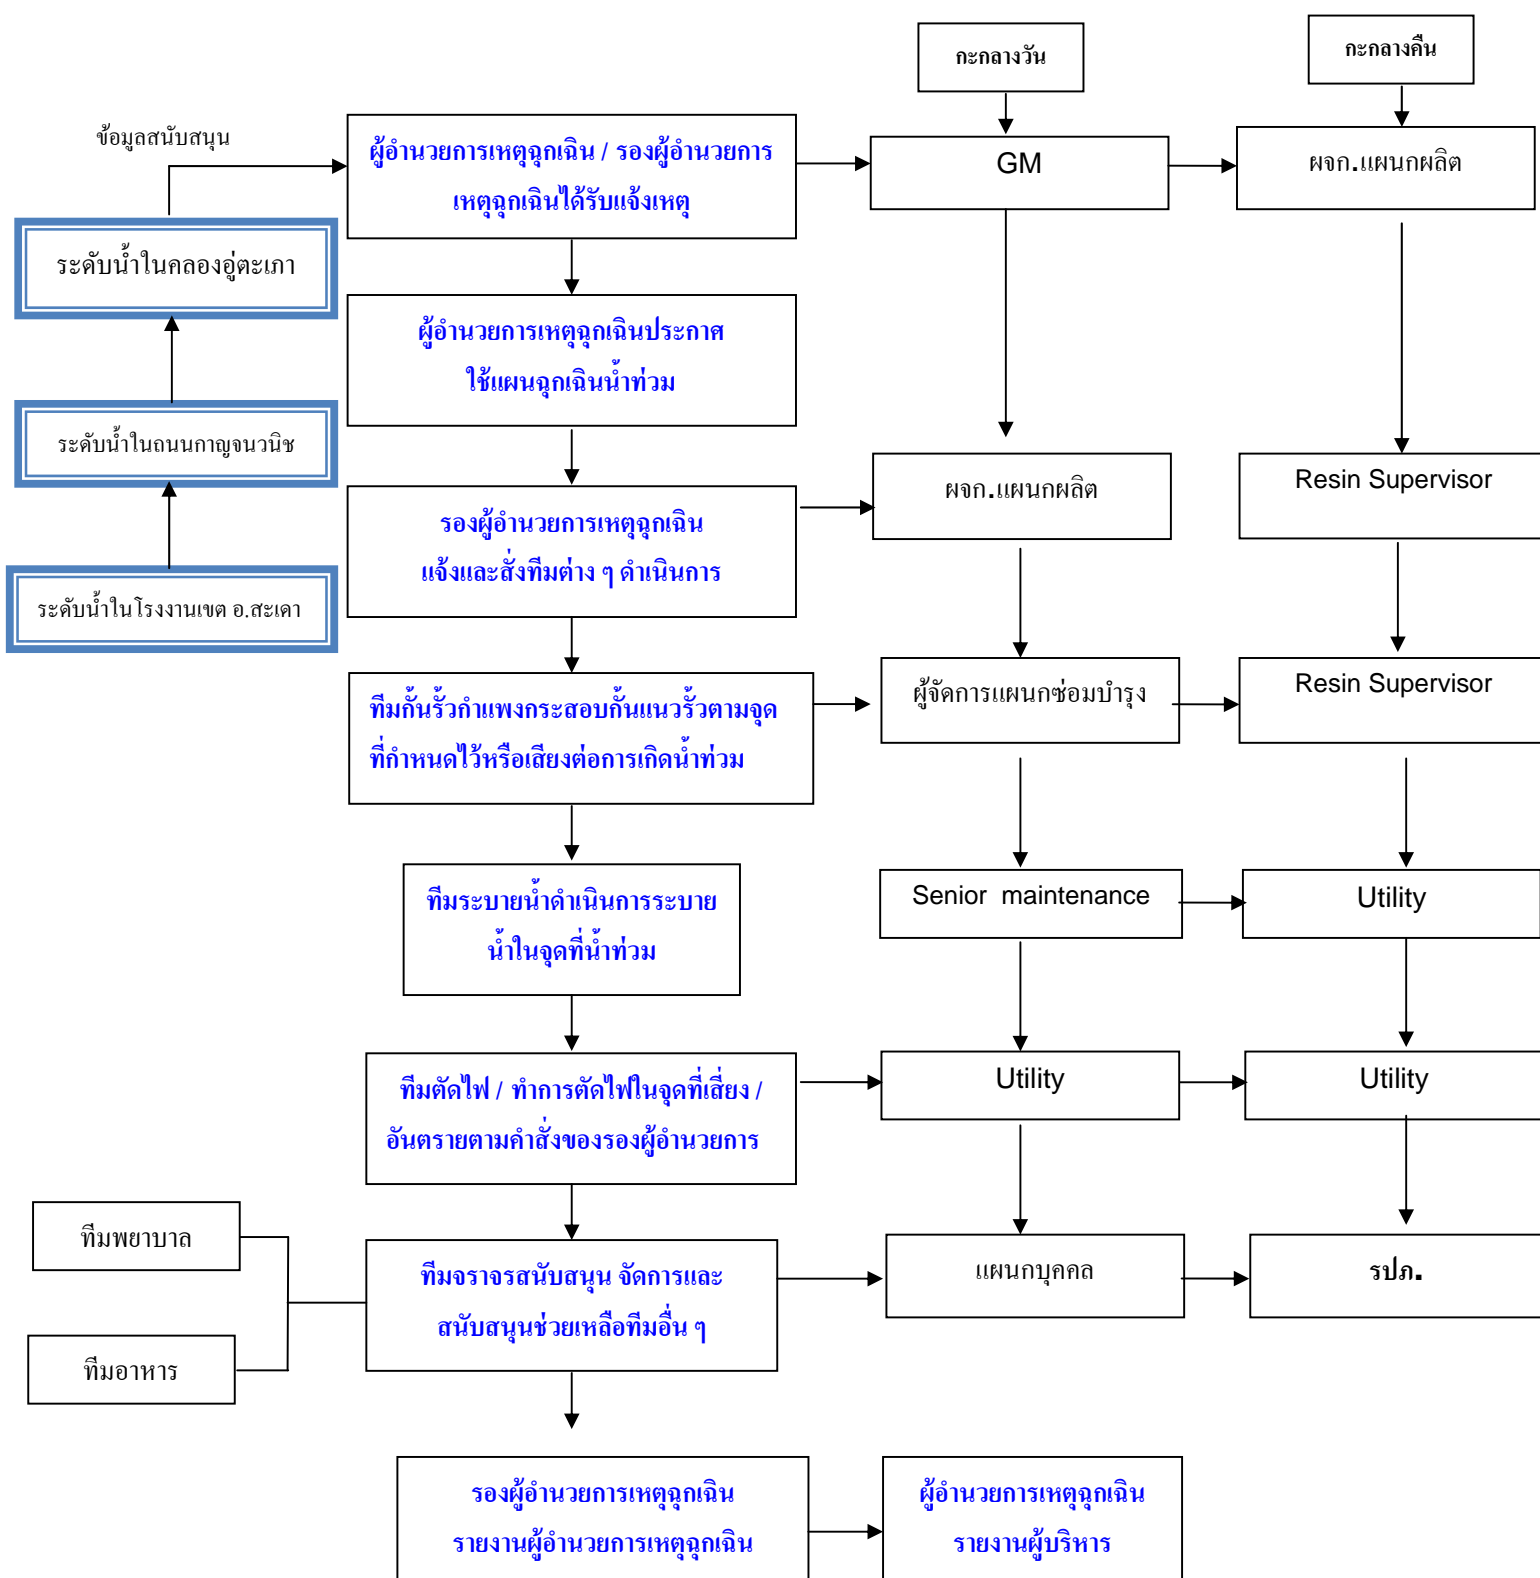 กะกลางวัน
กะกลางคืน
ข้อมูลสนับสนุน
ผู้อำนวยการเหตุฉุกเฉิน / รองผู้อำนวยการ
เหตุฉุกเฉินได้รับแจ้งเหตุ
GM
ผจก.แผนกผลิต
ระดับน้ำในคลองอู่ตะเภา
ผู้อำนวยการเหตุฉุกเฉินประกาศ
ใช้แผนฉุกเฉินน้ำท่วม
ระดับน้ำในถนนกาญจนวนิช
รองผู้อำนวยการเหตุฉุกเฉิน
แจ้งและสั่งทีมต่าง ๆ ดำเนินการ
ผจก.แผนกผลิต
Resin Supervisor
ระดับน้ำในโรงงานเขต อ.สะเดา
ทีมกั้นรั้วกำแพงกระสอบกั้นแนวรั้วตามจุด
ที่กำหนดไว้หรือเสียงต่อการเกิดน้ำท่วม
ผู้จัดการแผนกซ่อมบำรุง
Resin Supervisor
ทีมระบายน้ำดำเนินการระบาย
น้ำในจุดที่น้ำท่วม
Senior maintenance
Utility
ทีมตัดไฟ / ทำการตัดไฟในจุดที่เสี่ยง /
อันตรายตามคำสั่งของรองผู้อำนวยการ
Utility
Utility
ทีมพยาบาล
ทีมจราจรสนับสนุน จัดการและ
สนับสนุนช่วยเหลือทีมอื่น ๆ
แผนกบุคคล
รปภ.
ทีมอาหาร
รองผู้อำนวยการเหตุฉุกเฉิน
รายงานผู้อำนวยการเหตุฉุกเฉิน
ผู้อำนวยการเหตุฉุกเฉิน
รายงานผู้บริหาร